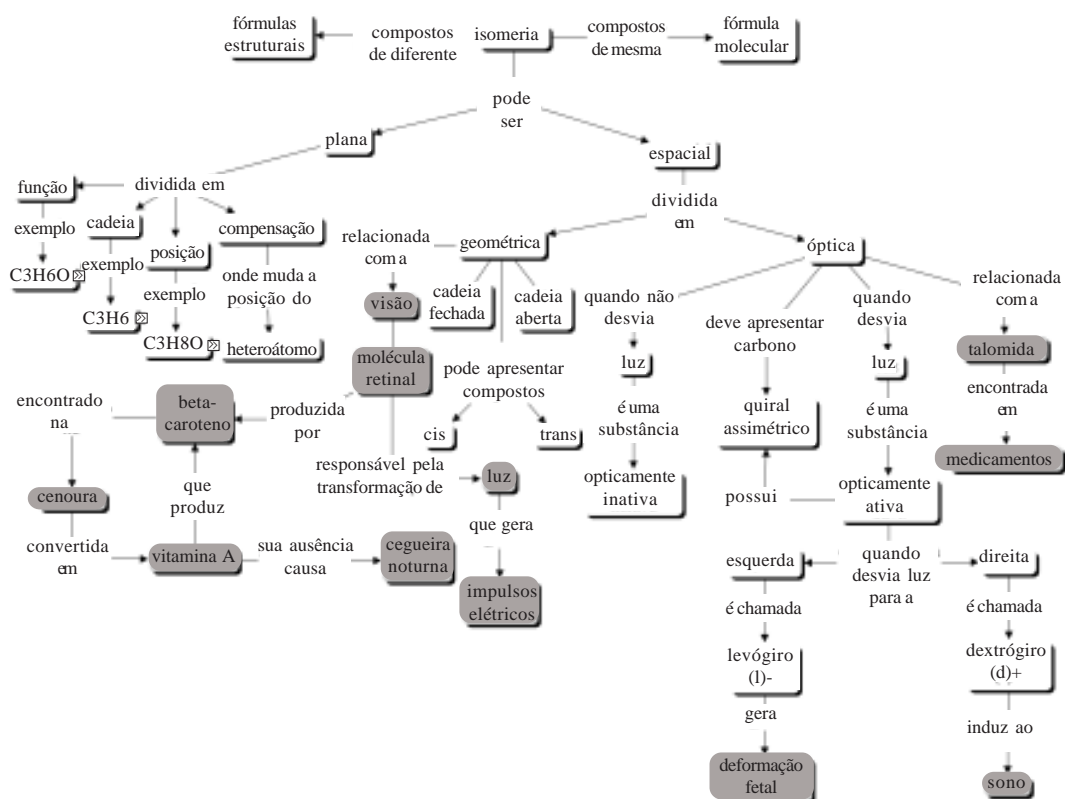 fórmulas
estruturais
compostos
de diferente
isomeria
compostos
de mesma
fórmula
molecular
pode
ser
plana
espacial
função
dividida em
dividida
em
exemplo
cadeia
compensação
relacionada
com a
geométrica
óptica
C3H6O
exemplo
posição
onde muda a
posição do
visão
cadeia
fechada
cadeia
aberta
quando não
desvia
deve apresentar
carbono
quando
desvia
relacionada
com a
C3H6
exemplo
C3H8O
heteroátomo
molécula
retinal
pode apresentar
compostos
luz
luz
talomida
encontrado
na
beta-
caroteno
produzida
por
cis
trans
é uma
substância
quiral
assimétrico
é uma
substância
encontrada
em
medicamentos
responsável pela
transformação de
luz
opticamente
inativa
possui
opticamente
ativa
cenoura
que
produz
que gera
convertida
em
vitamina A
sua ausência
causa
cegueira
noturna
impulsos
elétricos
esquerda
quando
desvia luz
para a
direita
é chamada
é chamada
levógiro
(l)-
dextrógiro
(d)+
gera
induz ao
deformação
fetal
sono